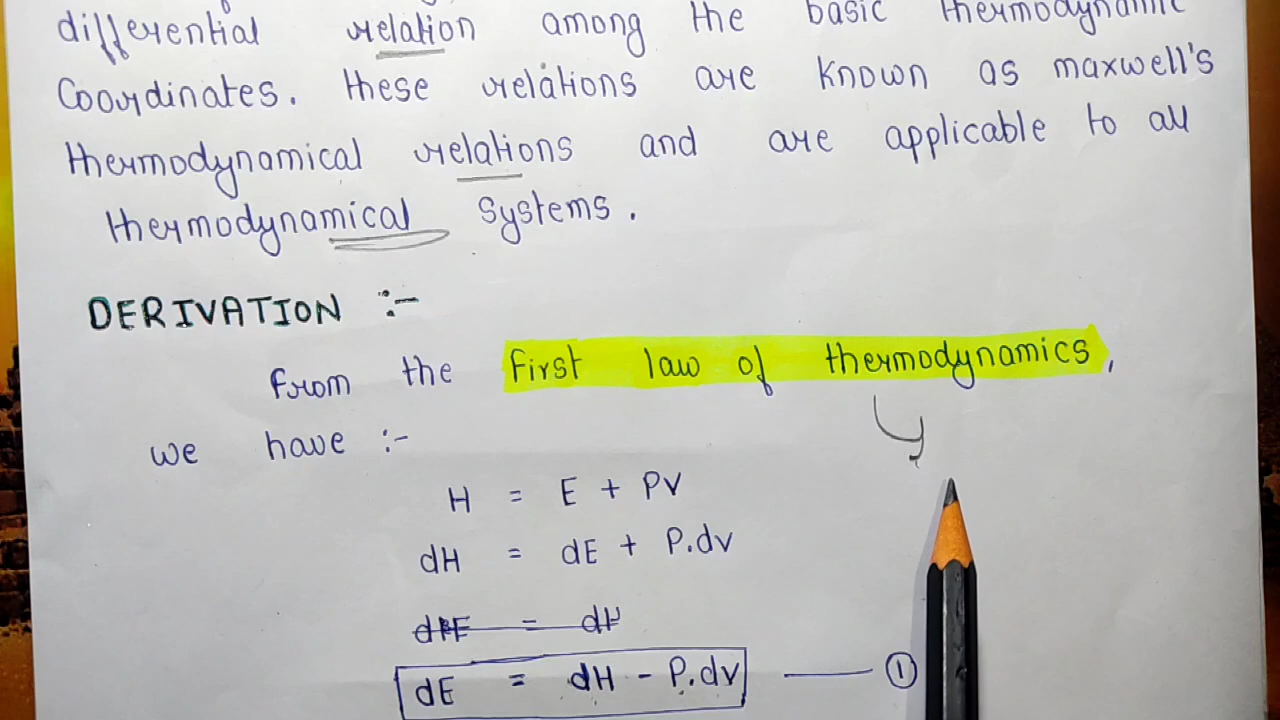 differential relation among the basic thermodynamic
Coordinates. these relations are known as maxwell's
thermodynamical relations and are applicable to all
thermodynamical systems.
DERIVATION :-
from the first law of thermodynamics,
we have :-
H = E + PV
dH = dE + P.dv
dE = dH
dE = dH - P.dv —— ①